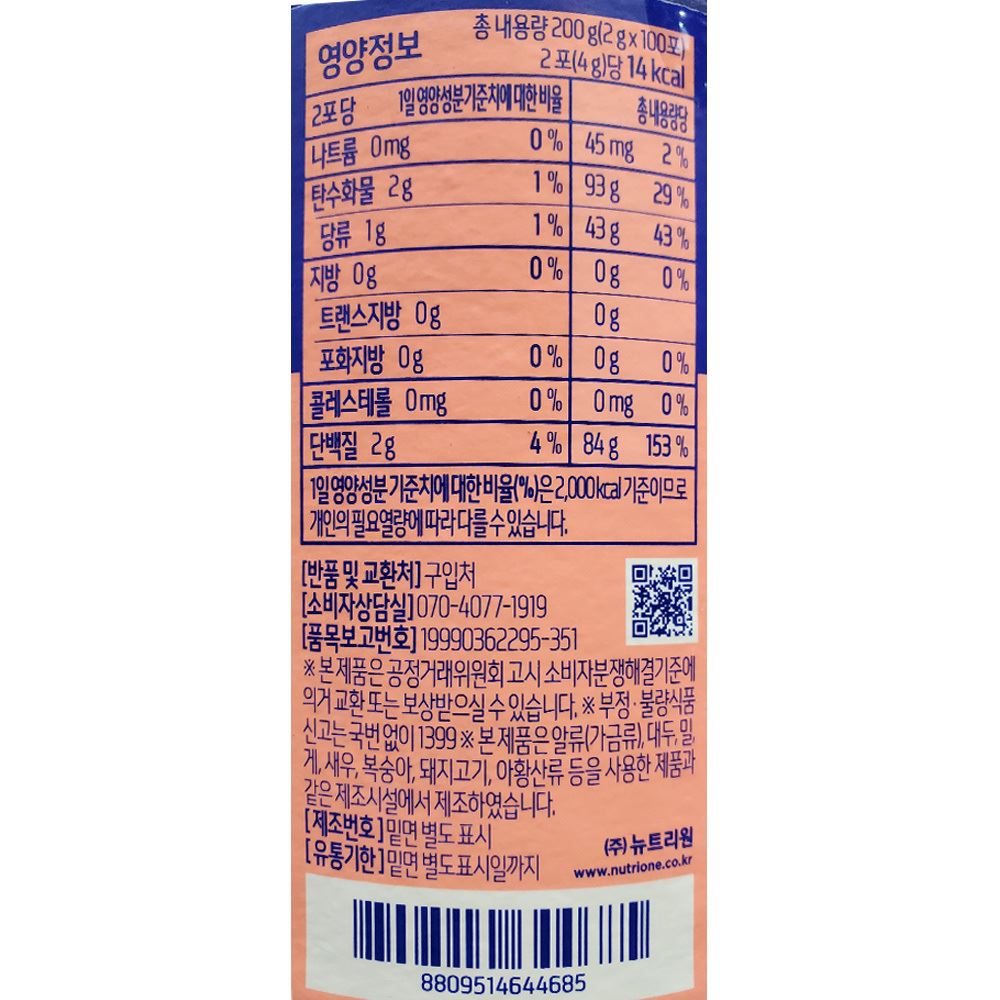 영양정보 총 내용량 200 g(2 g x 100포)
2 포(4 g)당 14 kcal
2포당 1일 영양성분 기준치에 대한 비율 총 내용량당
나트륨 0mg 0 % 45 mg 2 %
탄수화물 2g 1 % 93 g 29 %
당류 1g 1 % 43 g 43 %
지방 0g 0 % 0 g 0 %
트랜스지방 0g 0 g
포화지방 0g 0 % 0 g 0 %
콜레스테롤 0mg 0 % 0 mg 0 %
단백질 2g 4 % 84 g 153 %
1일 영양성분 기준치에 대한 비율(%)은 2,000kcal 기준이므로
개인의 필요 열량에 따라 다를 수 있습니다.
[반품 및 교환처] 구입처
[소비자상담실] 070-4077-1919
[품목보고번호] 19990362295-351
※ 본 제품은 공정거래위원회 고시 소비자분쟁해결기준에
의거 교환 또는 보상받으실 수 있습니다. ※ 부정·불량식품
신고는 국번 없이 1399 ※ 본 제품은 알류(가금류), 대두, 밀,
게, 새우, 복숭아, 돼지고기, 아황산류 등을 사용한 제품과
같은 제조시설에서 제조하였습니다.
[제조번호] 밑면 별도 표시
[유통기한] 밑면 별도 표시일까지
(주) 뉴트리원
www.nutrione.co.kr
8809514644685